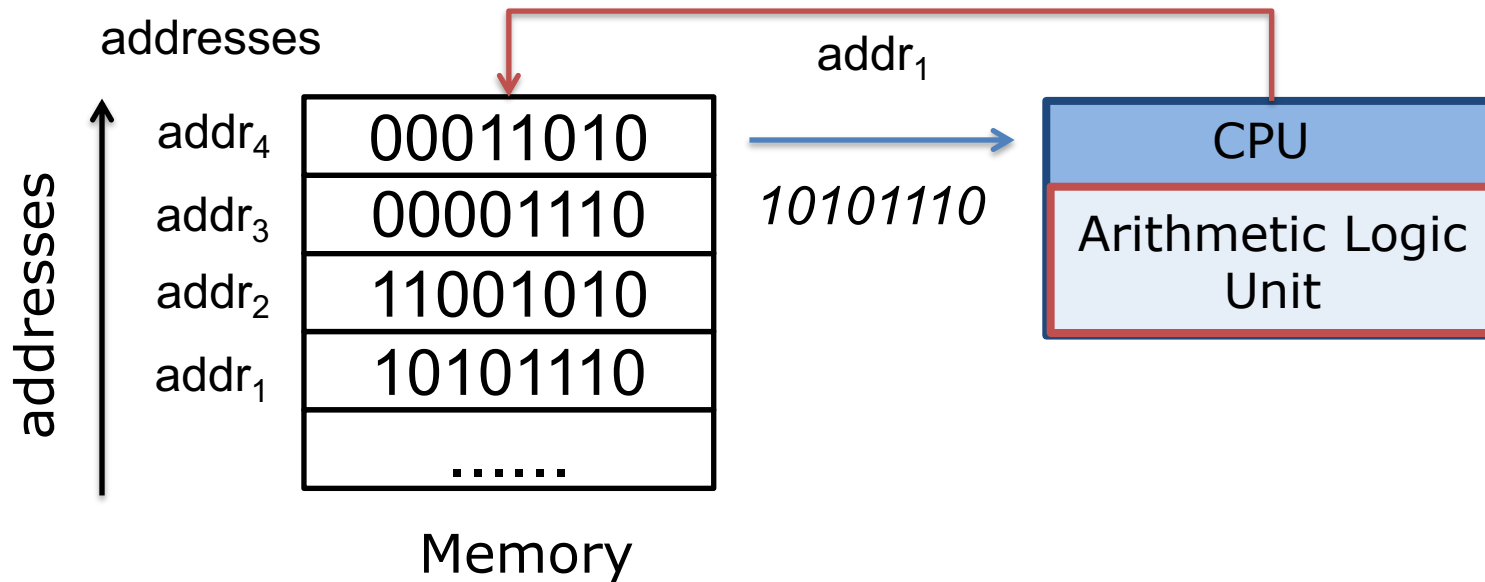 addresses
addr₁
addresses
addr₄ 00011010
addr₃ 00001110
addr₂ 11001010
addr₁ 10101110
......
Memory
10101110
CPU
Arithmetic Logic
Unit